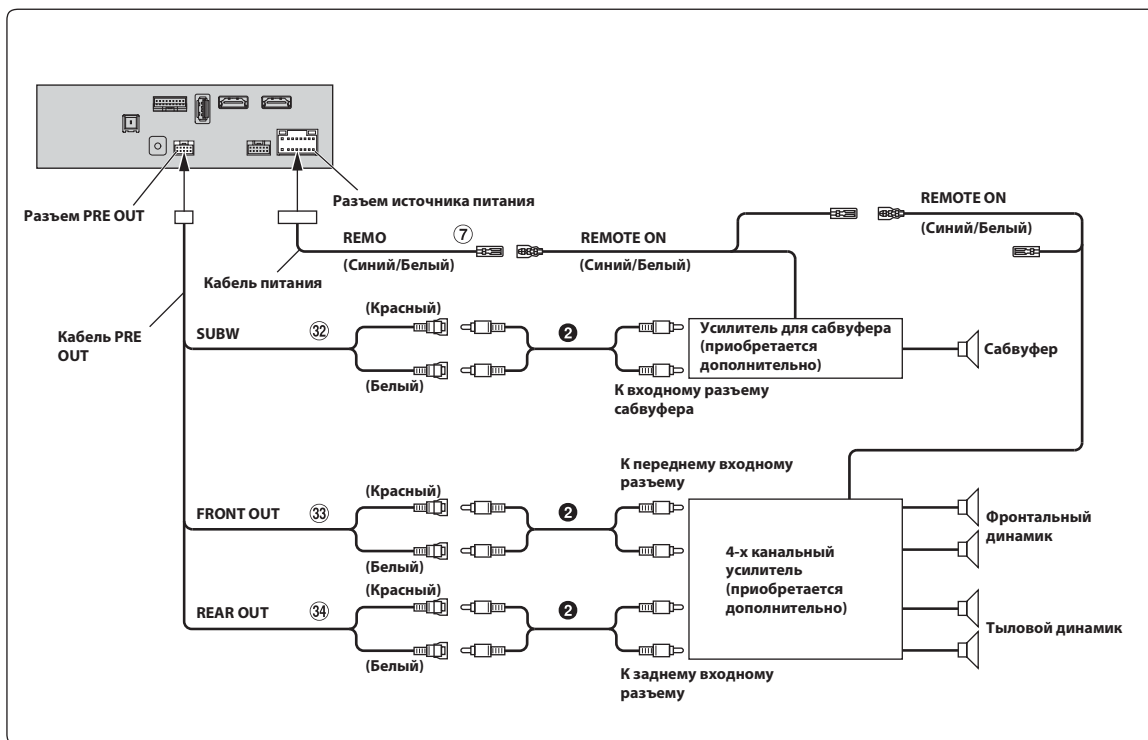 Разъем PRE OUT
Разъем источника питания
REMOTE ON
(Синий/Белый)
REMO
⑦
(Синий/Белый)
REMOTE ON
(Синий/Белый)
Кабель питания
Кабель PRE
OUT
SUBW
㉜
(Красный)
(Белый)
❷
Усилитель для сабвуфера
(приобретается
дополнительно)
Сабвуфер
К входному разъему
сабвуфера
К переднему входному
разъему
FRONT OUT
㉝
(Красный)
(Белый)
❷
4-х канальный
усилитель
(приобретается
дополнительно)
Фронтальный
динамик
REAR OUT
㉞
(Красный)
(Белый)
❷
Тыловой динамик
К заднему входному
разъему